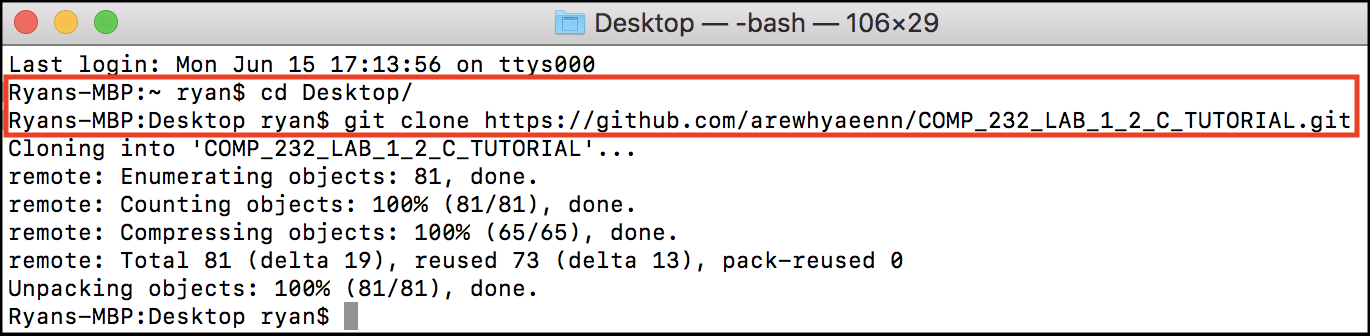 Desktop — -bash — 106×29
Last login: Mon Jun 15 17:13:56 on ttys000
Ryans-MBP:~ ryan$ cd Desktop/
Ryans-MBP:Desktop ryan$ git clone https://github.com/arewhyaeenn/COMP_232_LAB_1_2_C_TUTORIAL.git
Cloning into 'COMP_232_LAB_1_2_C_TUTORIAL'...
remote: Enumerating objects: 81, done.
remote: Counting objects: 100% (81/81), done.
remote: Compressing objects: 100% (65/65), done.
remote: Total 81 (delta 19), reused 73 (delta 13), pack-reused 0
Unpacking objects: 100% (81/81), done.
Ryans-MBP:Desktop ryan$